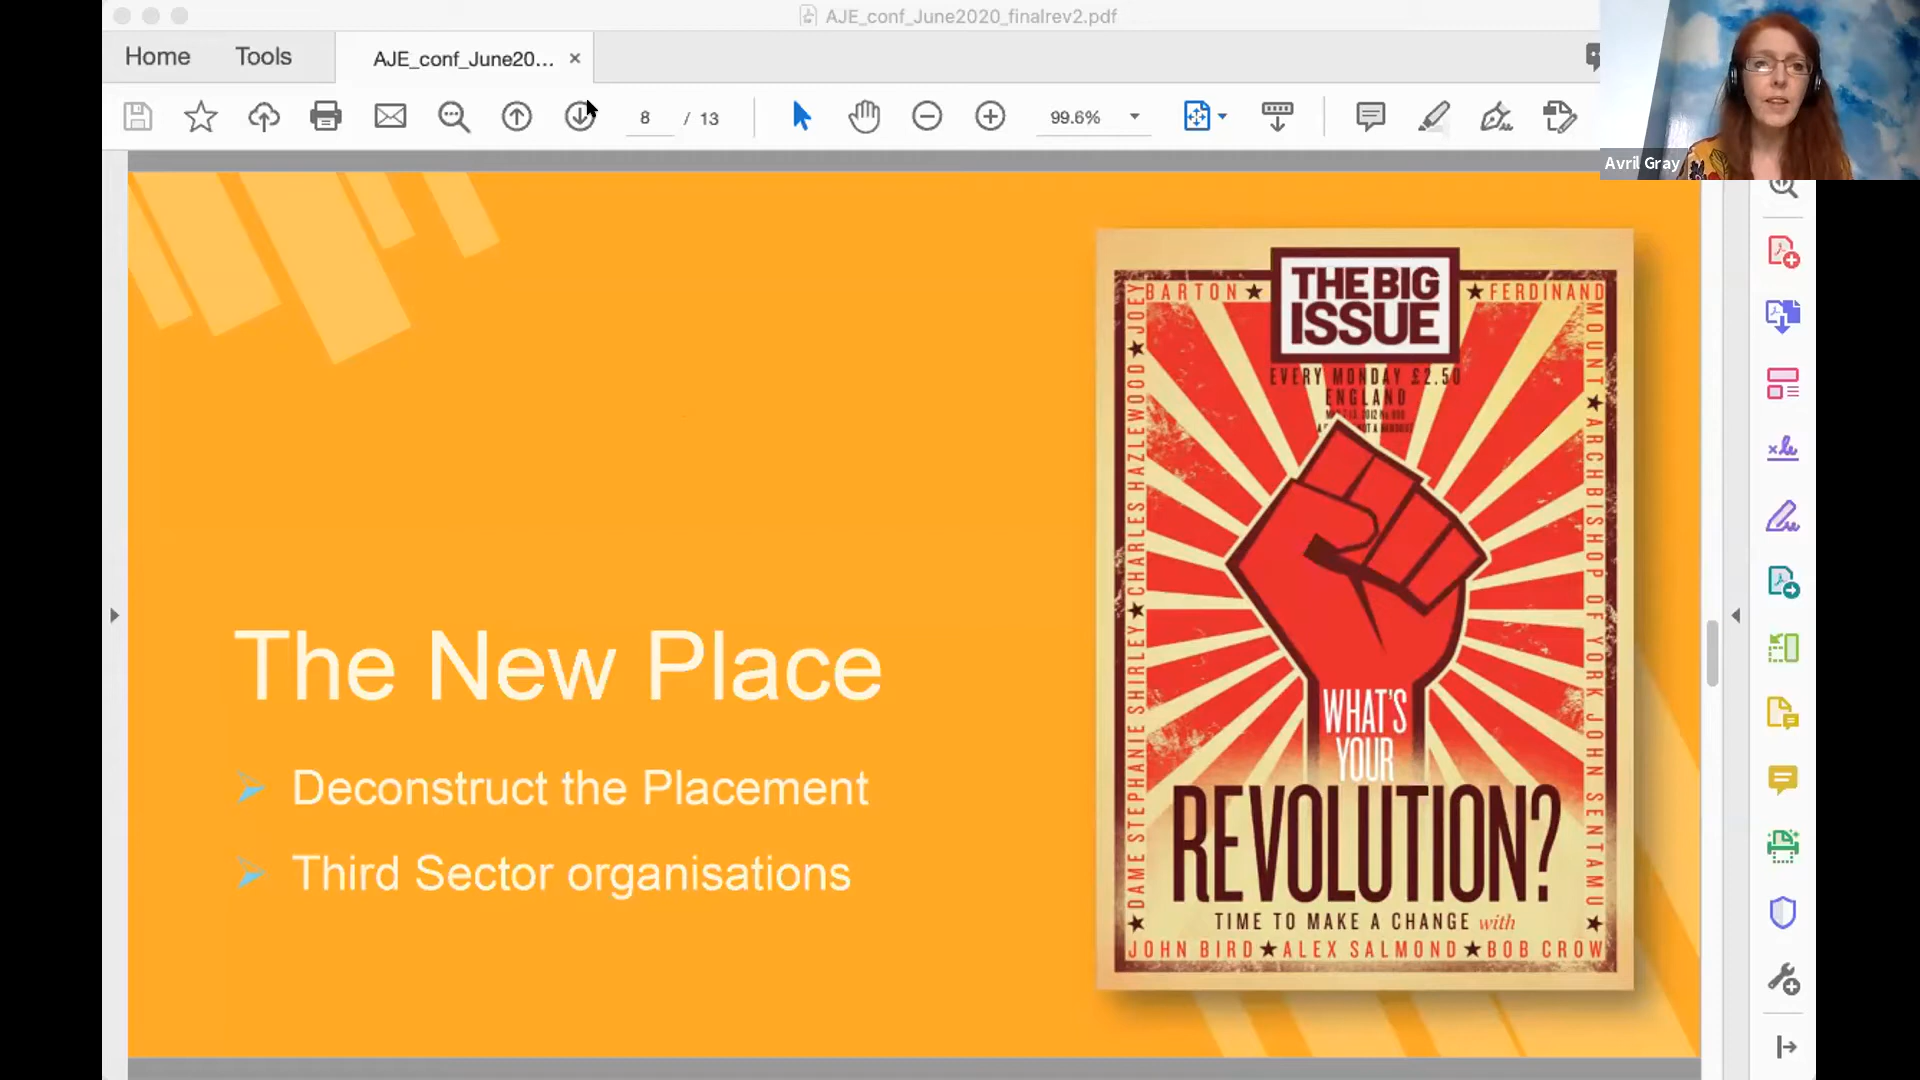 AJE_conf_June2020_finalrev2.pdf
Home
Tools
AJE_conf_June20...
8 / 13
99.6%
Avril Gray
The New Place
Deconstruct the Placement
Third Sector organisations
THE BIG
ISSUE
JOEY BARTON ★
★ FERDINAND MOUNT ★ ARCHBISHOP OF YORK JOHN SENTAMU ★
★ DAME STEPHANIE SHIRLEY ★ CHARLES HAZLEWOOD ★
EVERY MONDAY £2.50
ENGLAND
WHAT'S
YOUR
REVOLUTION?
TIME TO MAKE A CHANGE with
JOHN BIRD ★ ALEX SALMOND ★ BOB CROW